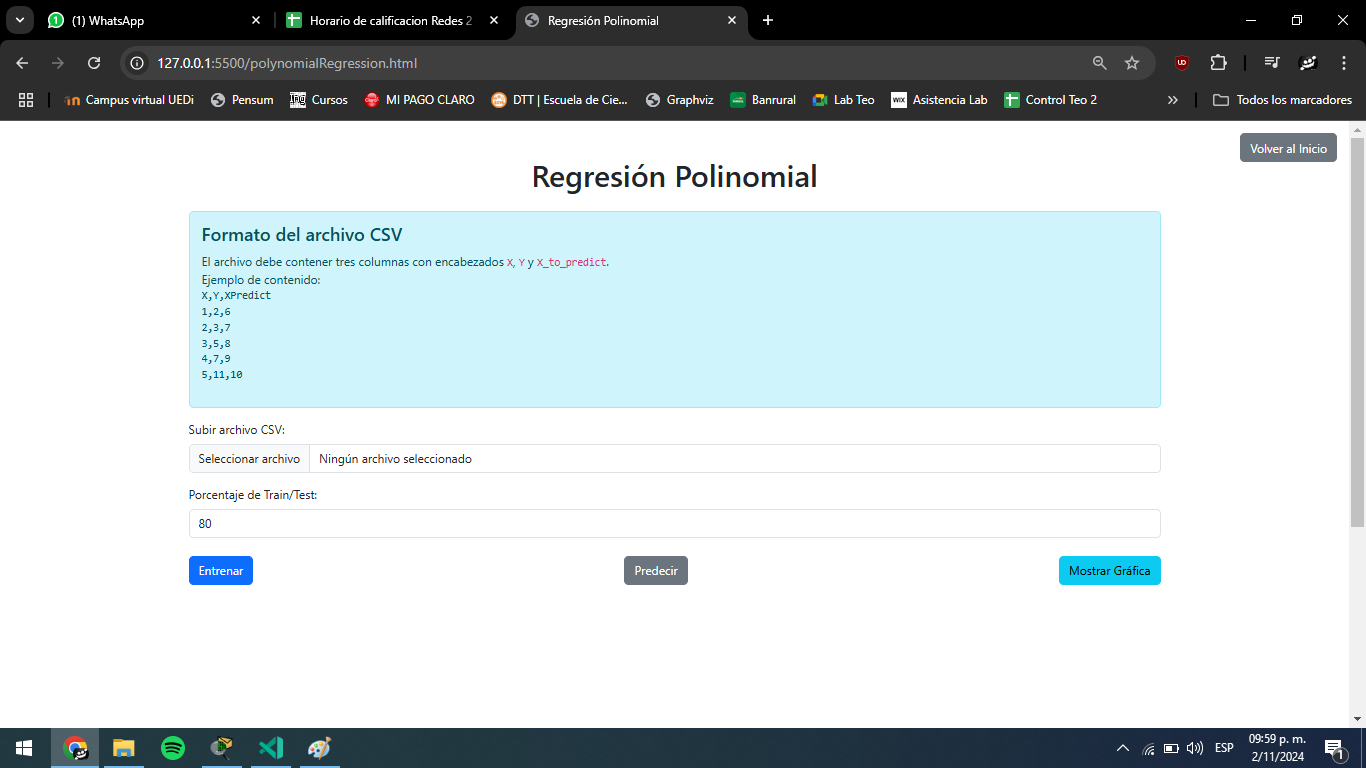 (1) WhatsApp
Horario de calificacion Redes 2
Regresión Polinomial
127.0.0.1:5500/polynomialRegression.html
Campus virtual UEDi
Pensum
Cursos
MI PAGO CLARO
DTT | Escuela de Cie...
Graphviz
Banrural
Lab Teo
WIX
Asistencia Lab
Control Teo 2
Todos los marcadores
Volver al Inicio
Regresión Polinomial
Formato del archivo CSV
El archivo debe contener tres columnas con encabezados X, Y y X_to_predict.
Ejemplo de contenido:
X,Y,XPredict
1,2,6
2,3,7
3,5,8
4,7,9
5,11,10
Subir archivo CSV:
Seleccionar archivo Ningún archivo seleccionado
Porcentaje de Train/Test:
80
Entrenar
Predecir
Mostrar Gráfica
ESP
09:59 p. m.
2/11/2024
1